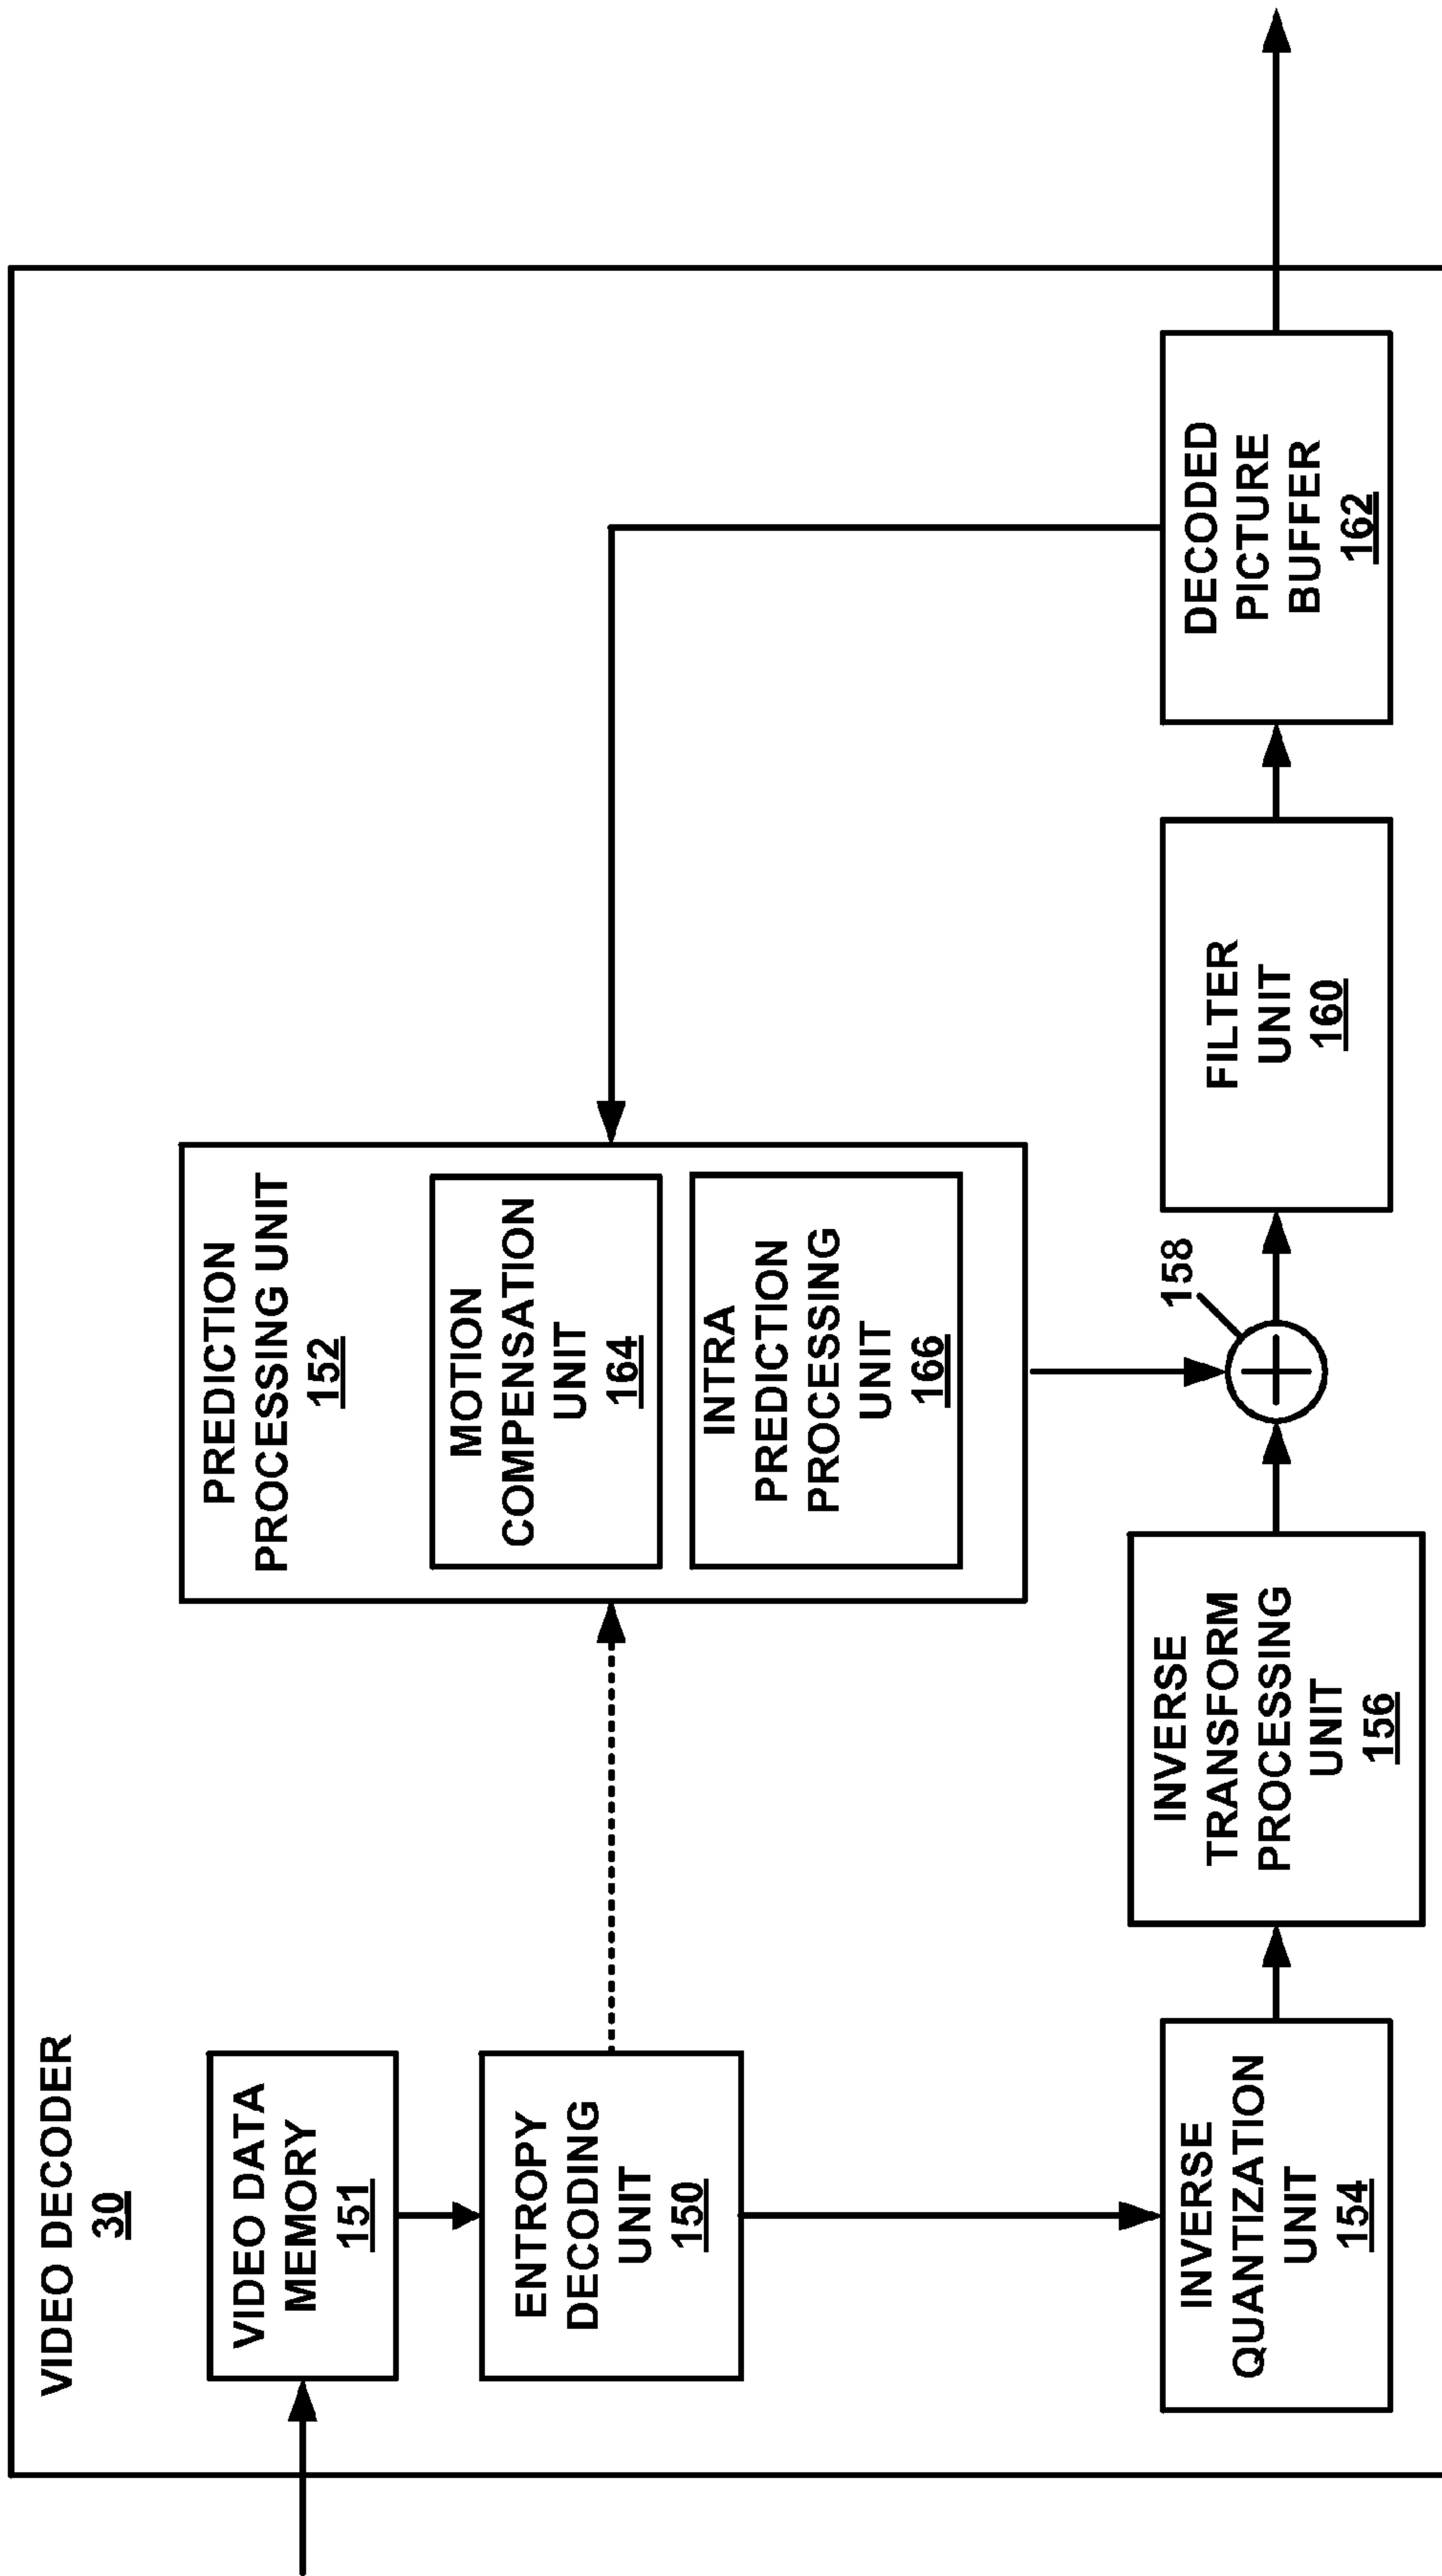 VIDEO DECODER
30
VIDEO DATA
MEMORY
151
ENTROPY
DECODING
UNIT
150
PREDICTION
PROCESSING UNIT
152
MOTION
COMPENSATION
UNIT
164
INTRA
PREDICTION
PROCESSING
UNIT
166
INVERSE
QUANTIZATION
UNIT
154
INVERSE
TRANSFORM
PROCESSING
UNIT
156
158
FILTER
UNIT
160
DECODED
PICTURE
BUFFER
162